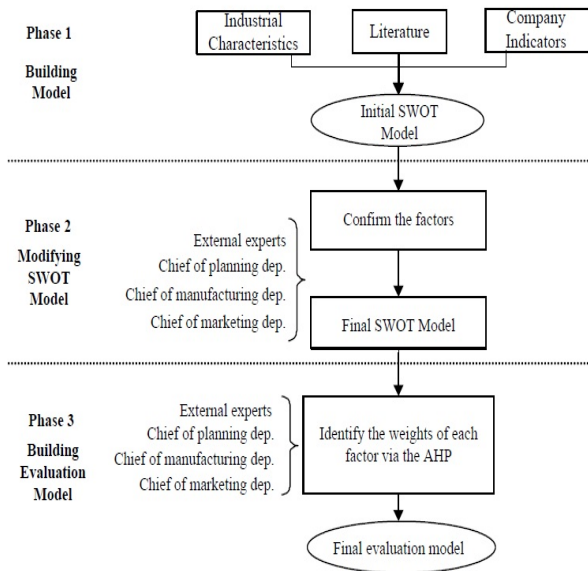 Phase 1
Building
Model
Industrial
Characteristics
Literature
Company
Indicators
Initial SWOT
Model
Phase 2
Modifying
SWOT
Model
External experts
Chief of planning dep.
Chief of manufacturing dep.
Chief of marketing dep.
Confirm the factors
Final SWOT Model
Phase 3
Building
Evaluation
Model
External experts
Chief of planning dep.
Chief of manufacturing dep.
Chief of marketing dep.
Identify the weights of each
factor via the AHP
Final evaluation model